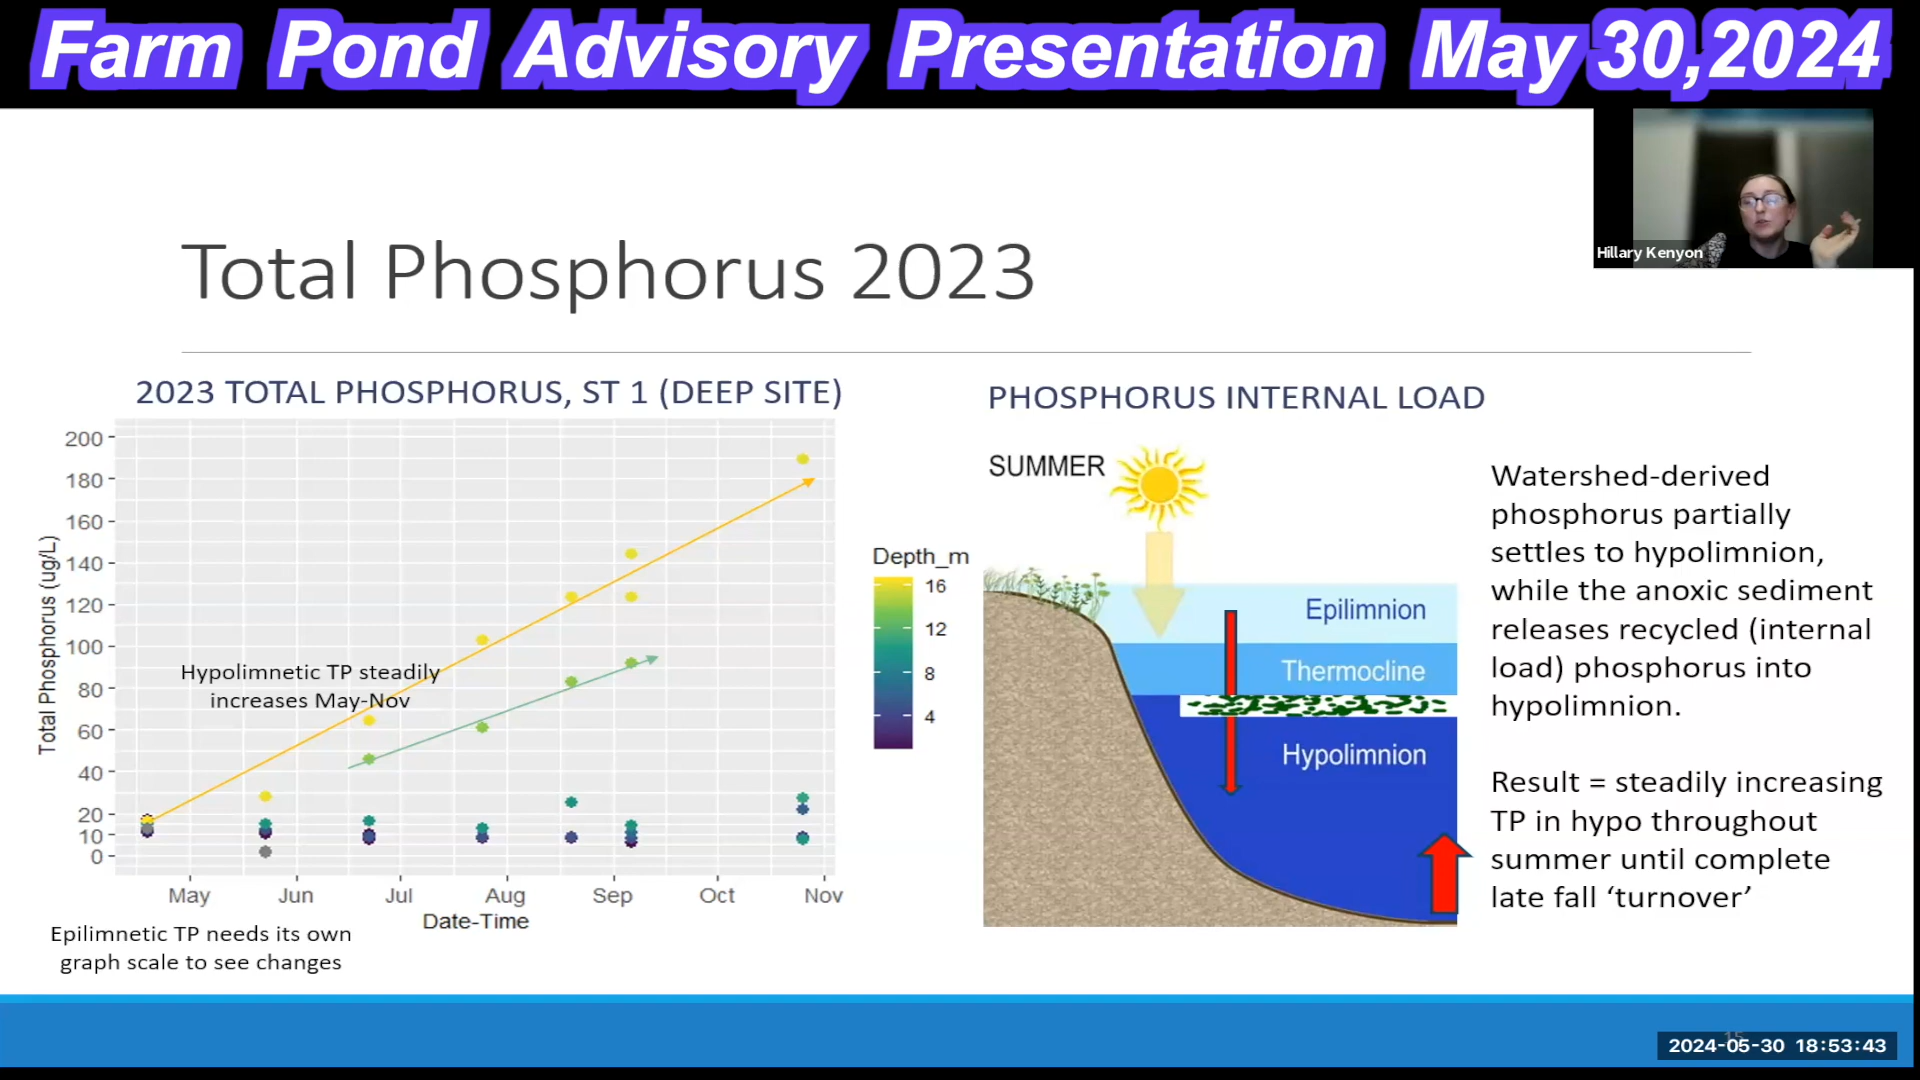 Farm Pond Advisory Presentation May 30,2024
Hillary Kenyon
Total Phosphorus 2023
2023 TOTAL PHOSPHORUS, ST 1 (DEEP SITE)
200
180
160
140
120
100
80
60
40
20
10
0
Total Phosphorus (ug/L)
Hypolimnetic TP steadily
increases May-Nov
May Jun Jul Aug Sep Oct Nov
Date-Time
Epilimnetic TP needs its own
graph scale to see changes
Depth_m
16
12
8
4
PHOSPHORUS INTERNAL LOAD
SUMMER
Epilimnion
Thermocline
Hypolimnion
Watershed-derived
phosphorus partially
settles to hypolimnion,
while the anoxic sediment
releases recycled (internal
load) phosphorus into
hypolimnion.
Result = steadily increasing
TP in hypo throughout
summer until complete
late fall ‘turnover’
2024-05-30 18:53:43